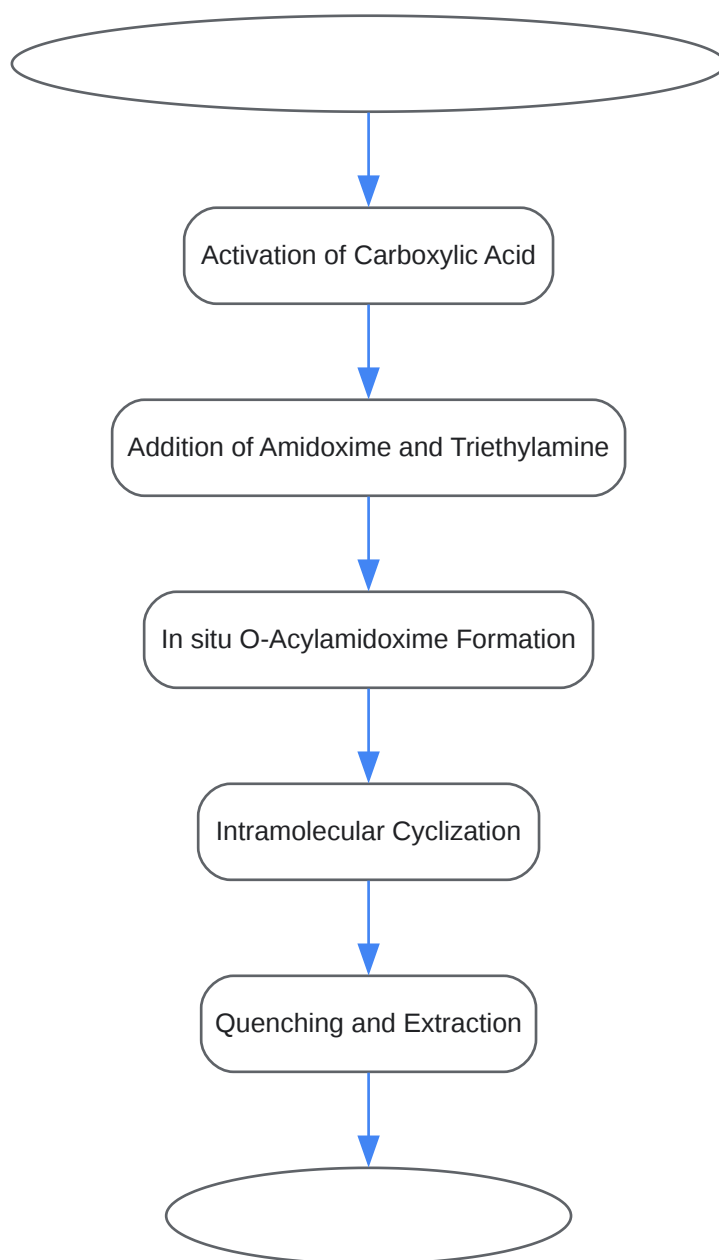 Activation of Carboxylic Acid
Addition of Amidoxime and Triethylamine
In situ O-Acylamidoxime Formation
Intramolecular Cyclization
Quenching and Extraction